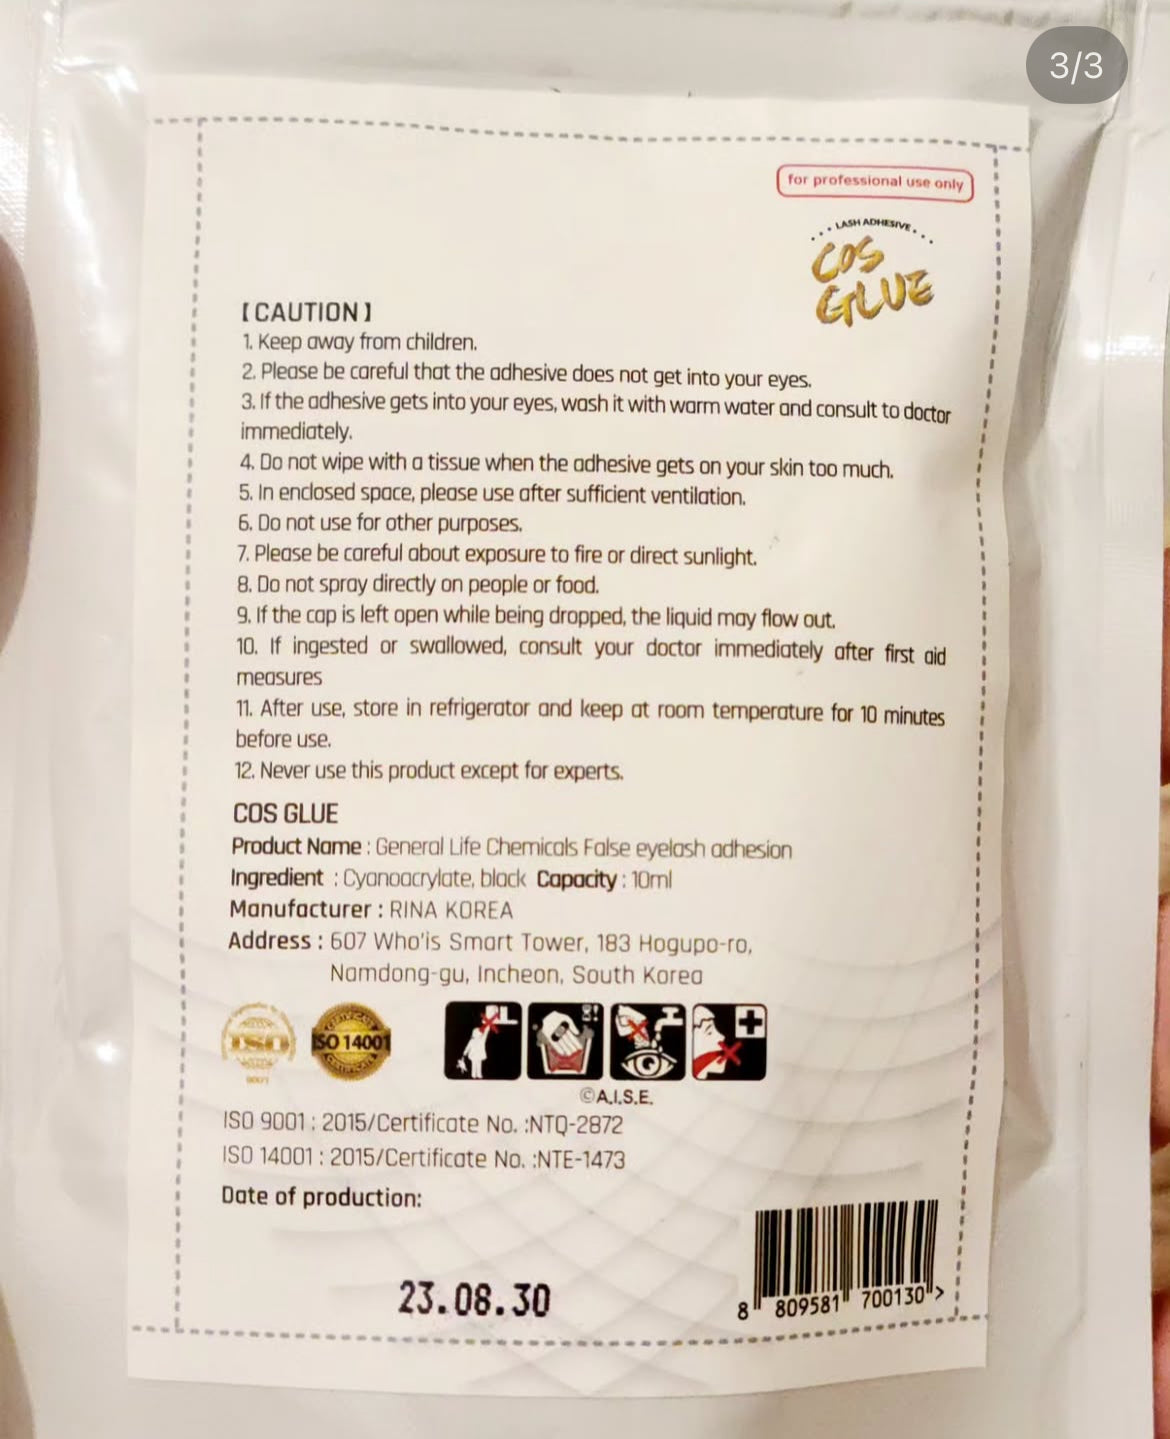 3/3
for professional use only
LASH ADHESIVE
COS
GLUE
[CAUTION]
1. Keep away from children.
2. Please be careful that the adhesive does not get into your eyes.
3. If the adhesive gets into your eyes, wash it with warm water and consult to doctor
immediately.
4. Do not wipe with a tissue when the adhesive gets on your skin too much.
5. In enclosed space, please use after sufficient ventilation.
6. Do not use for other purposes.
7. Please be careful about exposure to fire or direct sunlight.
8. Do not spray directly on people or food.
9. If the cap is left open while being dropped, the liquid may flow out.
10. If ingested or swallowed, consult your doctor immediately after first aid
measures
11. After use, store in refrigerator and keep at room temperature for 10 minutes
before use.
12. Never use this product except for experts.
COS GLUE
Product Name : General Life Chemicals False eyelash adhesion
Ingredient : Cyanoacrylate, black Capacity : 10ml
Manufacturer : RINA KOREA
Address : 607 Who'is Smart Tower, 183 Hogupo-ro,
Namdong-gu, Incheon, South Korea
ISO
9001
CERTIFICATE
ISO 14001
CERTIFICATE
©A.I.S.E.
ISO 9001 : 2015/Certificate No. :NTQ-2872
ISO 14001 : 2015/Certificate No. :NTE-1473
Date of production:
23.08.30
8 809581 700130 >